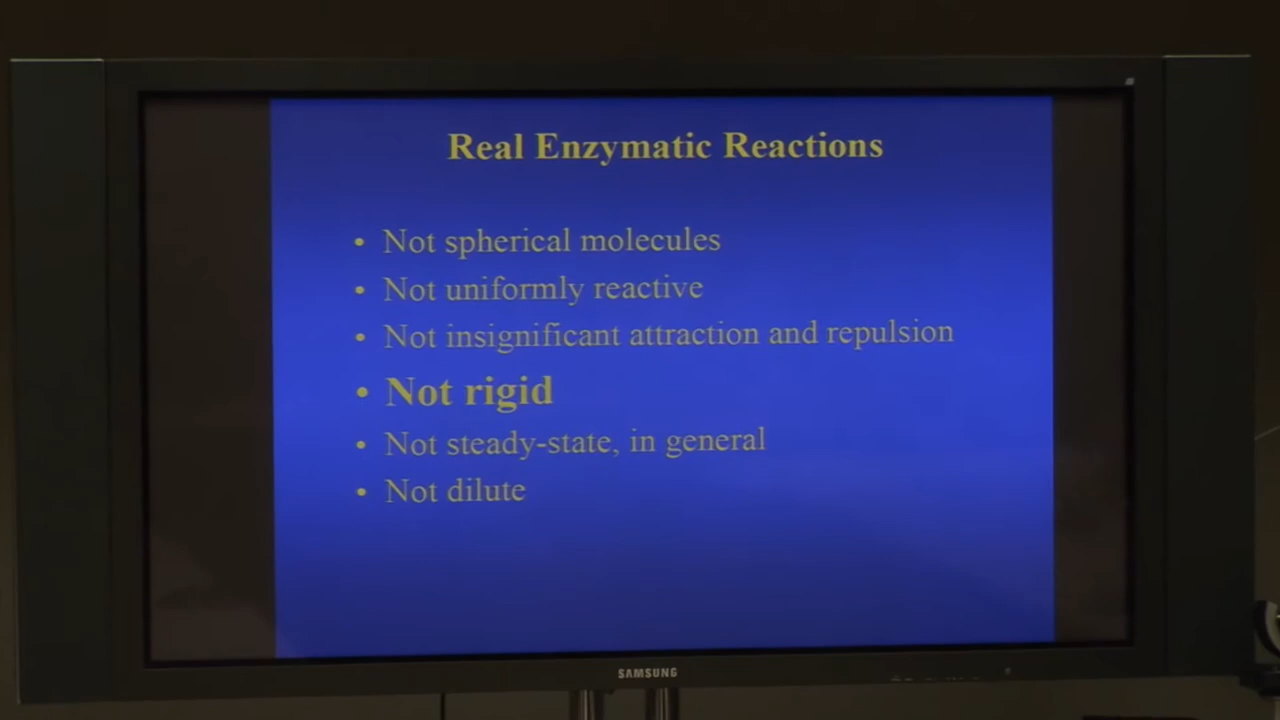 Real Enzymatic Reactions
• Not spherical molecules
• Not uniformly reactive
• Not insignificant attraction and repulsion
• Not rigid
• Not steady-state, in general
• Not dilute
SAMSUNG